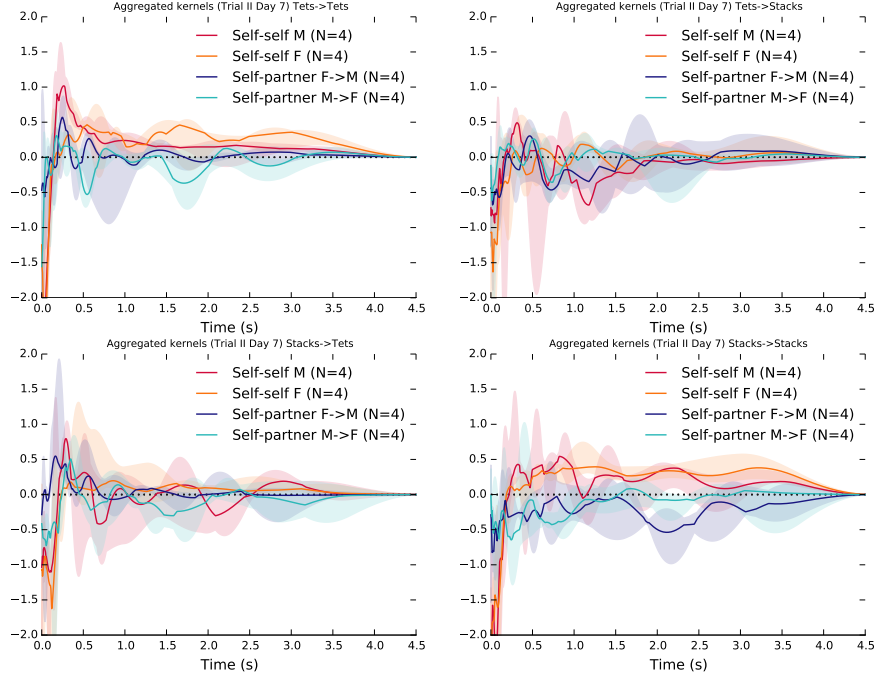 Aggregated kernels (Trial II Day 7) Tets->Tets
2.0
1.5
1.0
0.5
0.0
−0.5
−1.0
−1.5
−2.0
Self-self M (N=4)
Self-self F (N=4)
Self-partner F->M (N=4)
Self-partner M->F (N=4)
0.0 0.5 1.0 1.5 2.0 2.5 3.0 3.5 4.0 4.5
Time (s)
Aggregated kernels (Trial II Day 7) Tets->Stacks
2.0
1.5
1.0
0.5
0.0
−0.5
−1.0
−1.5
−2.0
Self-self M (N=4)
Self-self F (N=4)
Self-partner F->M (N=4)
Self-partner M->F (N=4)
0.0 0.5 1.0 1.5 2.0 2.5 3.0 3.5 4.0 4.5
Time (s)
Aggregated kernels (Trial II Day 7) Stacks->Tets
2.0
1.5
1.0
0.5
0.0
−0.5
−1.0
−1.5
−2.0
Self-self M (N=4)
Self-self F (N=4)
Self-partner F->M (N=4)
Self-partner M->F (N=4)
0.0 0.5 1.0 1.5 2.0 2.5 3.0 3.5 4.0 4.5
Time (s)
Aggregated kernels (Trial II Day 7) Stacks->Stacks
2.0
1.5
1.0
0.5
0.0
−0.5
−1.0
−1.5
−2.0
Self-self M (N=4)
Self-self F (N=4)
Self-partner F->M (N=4)
Self-partner M->F (N=4)
0.0 0.5 1.0 1.5 2.0 2.5 3.0 3.5 4.0 4.5
Time (s)